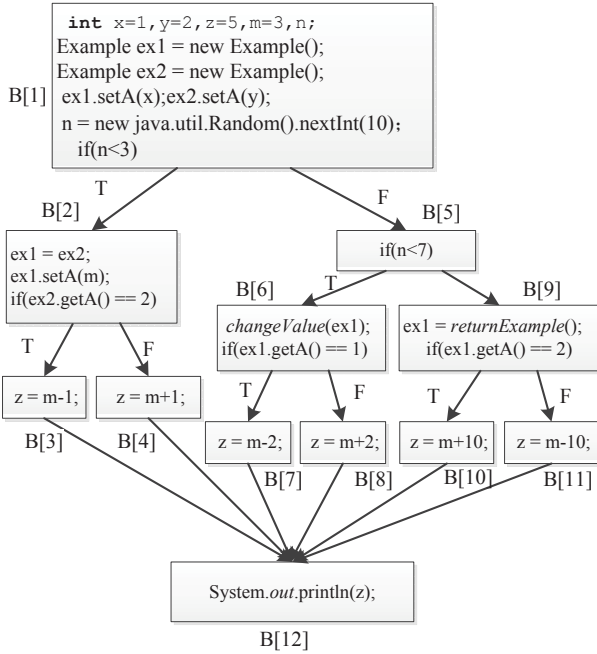 int x=1,y=2,z=5,m=3,n;
Example ex1 = new Example();
Example ex2 = new Example();
ex1.setA(x);ex2.setA(y);
n = new java.util.Random().nextInt(10);
if(n<3)
B[1]
T
F
B[2]
B[5]
ex1 = ex2;
ex1.setA(m);
if(ex2.getA() == 2)
if(n<7)
T
B[6]
B[9]
changeValue(ex1);
if(ex1.getA() == 1)
ex1 = returnExample();
if(ex1.getA() == 2)
T
F
z = m-1;
z = m+1;
T
F
T
F
B[3]
B[4]
z = m-2;
z = m+2;
z = m+10;
z = m-10;
B[7]
B[8]
B[10]
B[11]
System.out.println(z);
B[12]